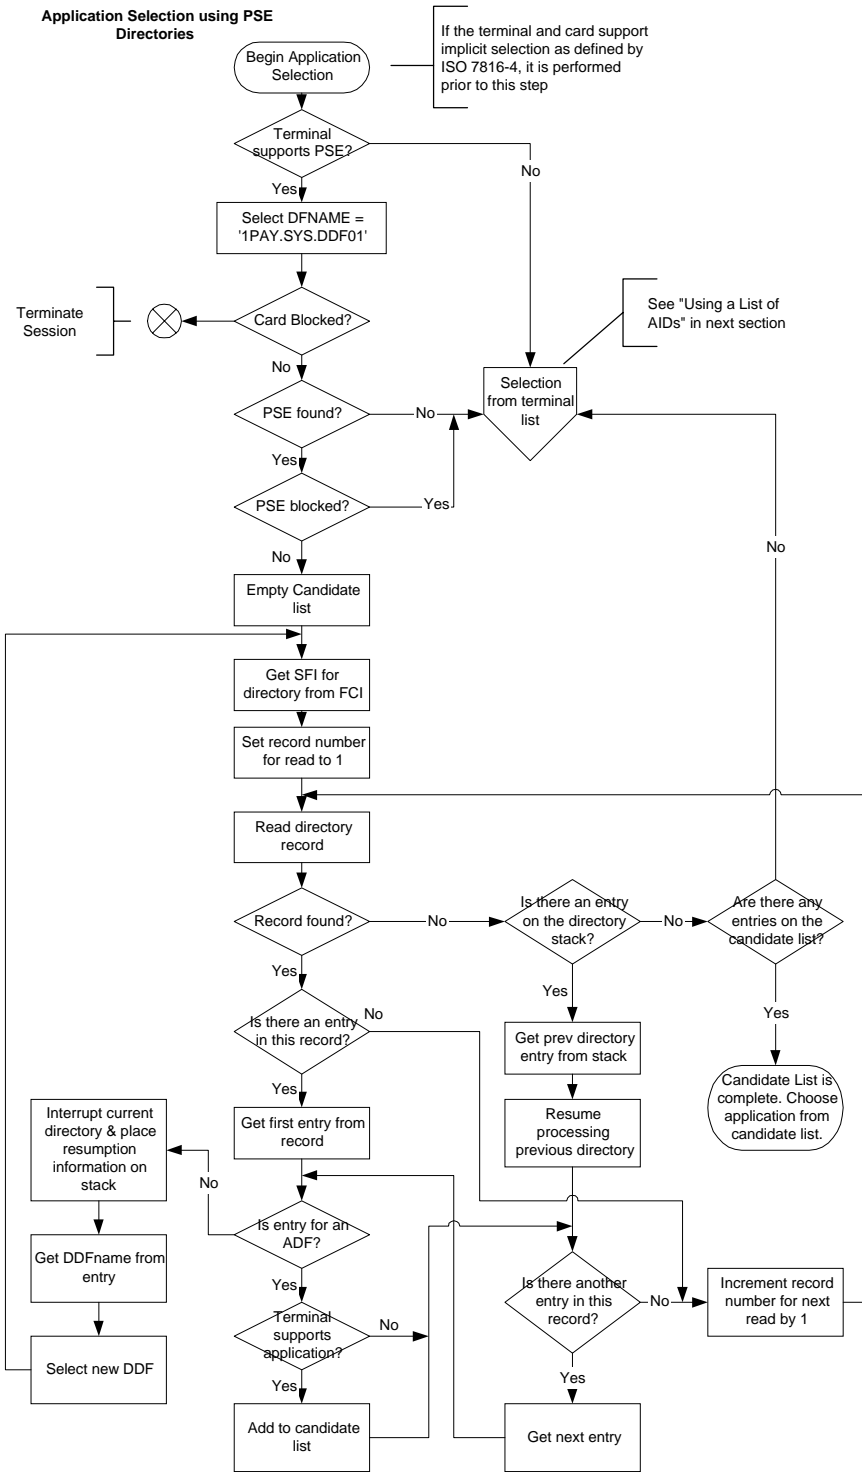 Application Selection using PSE
Directories
If the terminal and card support
implicit selection as defined by
ISO 7816-4, it is performed
prior to this step
Begin Application
Selection
Terminal
supports PSE?
No
Yes
Select DFNAME =
'1PAY.SYS.DDF01'
Terminate
Session
Card Blocked?
See "Using a List of
AIDs" in next section
No
Selection
from terminal
list
PSE found?
No
Yes
PSE blocked?
Yes
No
No
Empty Candidate
list
Get SFI for
directory from FCI
Set record number
for read to 1
Read directory
record
Record found?
No
Is there an entry
on the directory
stack?
No
Are there any
entries on the
candidate list?
Yes
Yes
Yes
Is there an entry
in this record?
No
Get prev directory
entry from stack
Yes
Candidate List is
complete. Choose
application from
candidate list.
Interrupt current
directory & place
resumption
information on
stack
Get first entry from
record
Resume
processing
previous directory
No
Is entry for an
ADF?
Get DDFname from
entry
Yes
Is there another
entry in this
record?
No
Increment record
number for next
read by 1
Terminal
supports
application?
No
Select new DDF
Yes
Yes
Add to candidate
list
Get next entry